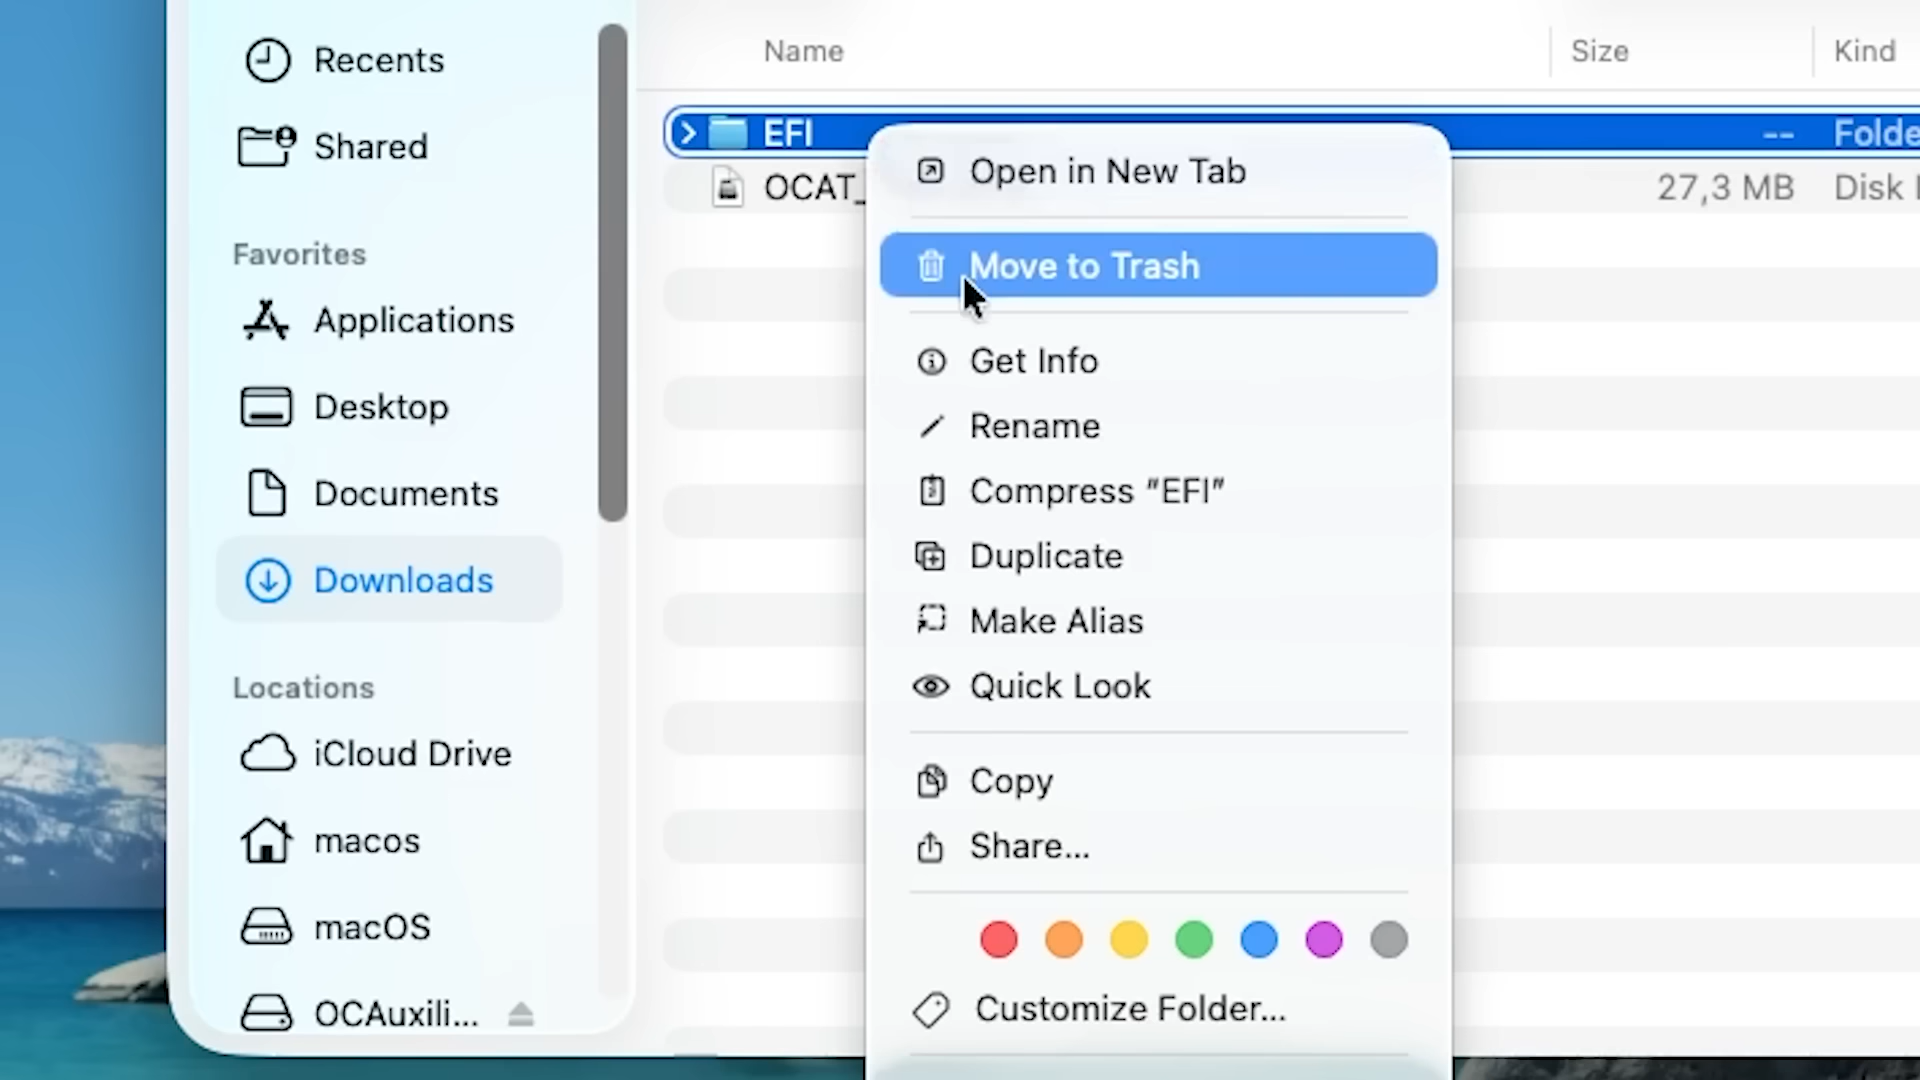 Recents
Shared
Favorites
Applications
Desktop
Documents
Downloads
Locations
iCloud Drive
macos
macOS
OCAuxili...
Name Size Kind
EFI -- Folde
OCAT_ 27,3 MB Disk
Open in New Tab
Move to Trash
Get Info
Rename
Compress "EFI"
Duplicate
Make Alias
Quick Look
Copy
Share...
Customize Folder...